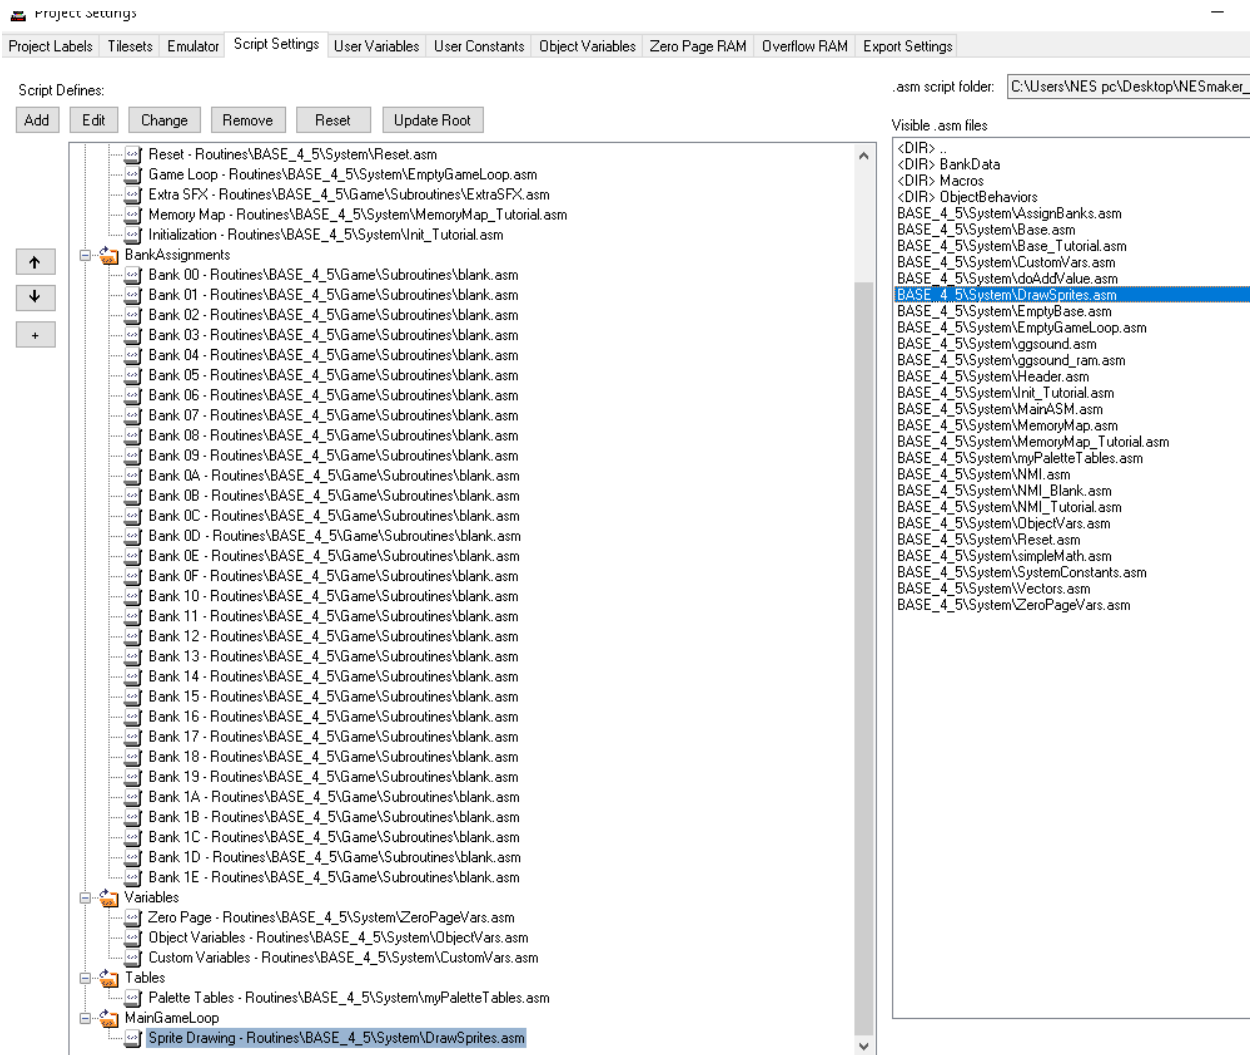 Project Settings
Project Labels Tilesets Emulator Script Settings User Variables User Constants Object Variables Zero Page RAM Overflow RAM Export Settings
Script Defines:
Add Edit Change Remove Reset Update Root
Reset - Routines\BASE_4_5\System\Reset.asm
Game Loop - Routines\BASE_4_5\System\EmptyGameLoop.asm
Extra SFX - Routines\BASE_4_5\Game\Subroutines\ExtraSFX.asm
Memory Map - Routines\BASE_4_5\System\MemoryMap_Tutorial.asm
Initialization - Routines\BASE_4_5\System\Init_Tutorial.asm
BankAssignments
Bank 00 - Routines\BASE_4_5\Game\Subroutines\blank.asm
Bank 01 - Routines\BASE_4_5\Game\Subroutines\blank.asm
Bank 02 - Routines\BASE_4_5\Game\Subroutines\blank.asm
Bank 03 - Routines\BASE_4_5\Game\Subroutines\blank.asm
Bank 04 - Routines\BASE_4_5\Game\Subroutines\blank.asm
Bank 05 - Routines\BASE_4_5\Game\Subroutines\blank.asm
Bank 06 - Routines\BASE_4_5\Game\Subroutines\blank.asm
Bank 07 - Routines\BASE_4_5\Game\Subroutines\blank.asm
Bank 08 - Routines\BASE_4_5\Game\Subroutines\blank.asm
Bank 09 - Routines\BASE_4_5\Game\Subroutines\blank.asm
Bank 0A - Routines\BASE_4_5\Game\Subroutines\blank.asm
Bank 0B - Routines\BASE_4_5\Game\Subroutines\blank.asm
Bank 0C - Routines\BASE_4_5\Game\Subroutines\blank.asm
Bank 0D - Routines\BASE_4_5\Game\Subroutines\blank.asm
Bank 0E - Routines\BASE_4_5\Game\Subroutines\blank.asm
Bank 0F - Routines\BASE_4_5\Game\Subroutines\blank.asm
Bank 10 - Routines\BASE_4_5\Game\Subroutines\blank.asm
Bank 11 - Routines\BASE_4_5\Game\Subroutines\blank.asm
Bank 12 - Routines\BASE_4_5\Game\Subroutines\blank.asm
Bank 13 - Routines\BASE_4_5\Game\Subroutines\blank.asm
Bank 14 - Routines\BASE_4_5\Game\Subroutines\blank.asm
Bank 15 - Routines\BASE_4_5\Game\Subroutines\blank.asm
Bank 16 - Routines\BASE_4_5\Game\Subroutines\blank.asm
Bank 17 - Routines\BASE_4_5\Game\Subroutines\blank.asm
Bank 18 - Routines\BASE_4_5\Game\Subroutines\blank.asm
Bank 19 - Routines\BASE_4_5\Game\Subroutines\blank.asm
Bank 1A - Routines\BASE_4_5\Game\Subroutines\blank.asm
Bank 1B - Routines\BASE_4_5\Game\Subroutines\blank.asm
Bank 1C - Routines\BASE_4_5\Game\Subroutines\blank.asm
Bank 1D - Routines\BASE_4_5\Game\Subroutines\blank.asm
Bank 1E - Routines\BASE_4_5\Game\Subroutines\blank.asm
Variables
Zero Page - Routines\BASE_4_5\System\ZeroPageVars.asm
Object Variables - Routines\BASE_4_5\System\ObjectVars.asm
Custom Variables - Routines\BASE_4_5\System\CustomVars.asm
Tables
Palette Tables - Routines\BASE_4_5\System\myPaletteTables.asm
MainGameLoop
Sprite Drawing - Routines\BASE_4_5\System\DrawSprites.asm
.asm script folder: C:\Users\NES pc\Desktop\NESmaker_
Visible .asm files
<DIR> ..
<DIR> BankData
<DIR> Macros
<DIR> ObjectBehaviors
BASE_4_5\System\AssignBanks.asm
BASE_4_5\System\Base.asm
BASE_4_5\System\Base_Tutorial.asm
BASE_4_5\System\CustomVars.asm
BASE_4_5\System\doAddValue.asm
BASE_4_5\System\DrawSprites.asm
BASE_4_5\System\EmptyBase.asm
BASE_4_5\System\EmptyGameLoop.asm
BASE_4_5\System\ggsound.asm
BASE_4_5\System\ggsound_ram.asm
BASE_4_5\System\Header.asm
BASE_4_5\System\Init_Tutorial.asm
BASE_4_5\System\MainASM.asm
BASE_4_5\System\MemoryMap.asm
BASE_4_5\System\MemoryMap_Tutorial.asm
BASE_4_5\System\myPaletteTables.asm
BASE_4_5\System\NMI.asm
BASE_4_5\System\NMI_Blank.asm
BASE_4_5\System\NMI_Tutorial.asm
BASE_4_5\System\ObjectVars.asm
BASE_4_5\System\Reset.asm
BASE_4_5\System\simpleMath.asm
BASE_4_5\System\SystemConstants.asm
BASE_4_5\System\Vectors.asm
BASE_4_5\System\ZeroPageVars.asm